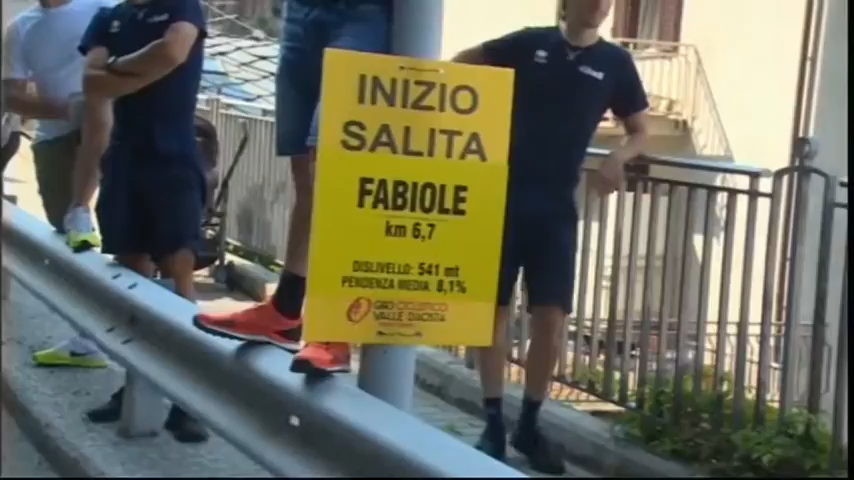 INIZIO
SALITA
FABIOLE
km 6,7
DISLIVELLO: 541 mt
PENDENZA MEDIA: 8,1%
GIRO CICLISTICO
VALLE D'AOSTA